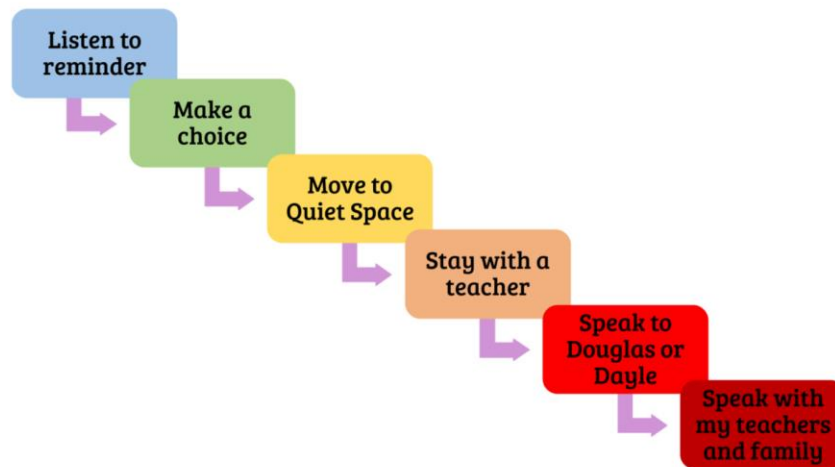 Listen to
reminder
Make a
choice
Move to
Quiet Space
Stay with a
teacher
Speak to
Douglas or
Dayle
Speak with
my teachers
and family